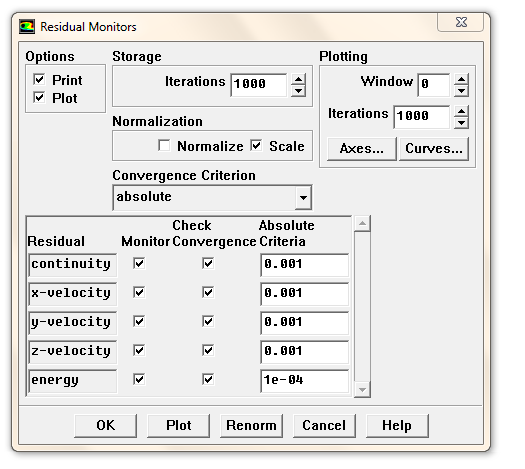 Residual Monitors
Options
Print
Plot
Storage
Iterations 1000
Normalization
Normalize Scale
Convergence Criterion
absolute
Plotting
Window 0
Iterations 1000
Axes... Curves...
Residual Monitor Check Convergence Absolute Criteria
continuity 0.001
x-velocity 0.001
y-velocity 0.001
z-velocity 0.001
energy 1e-04
OK Plot Renorm Cancel Help